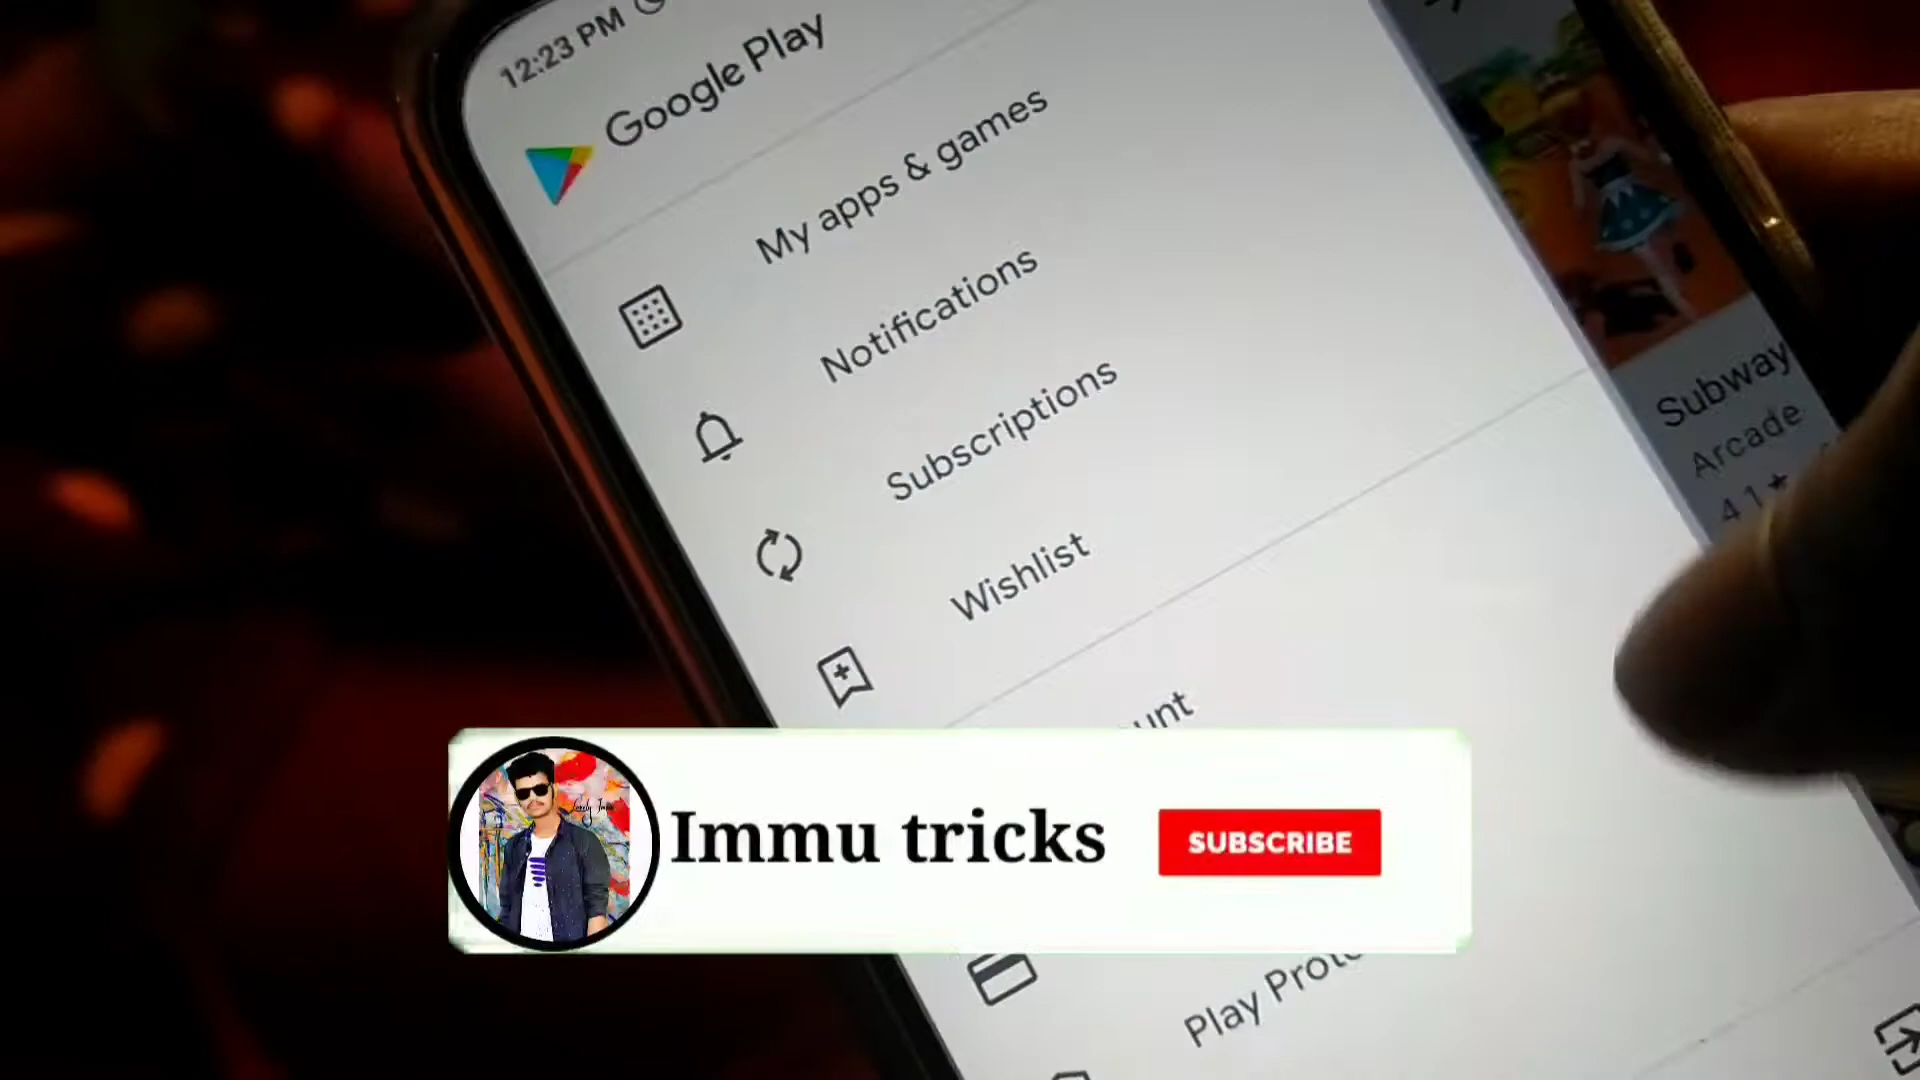 12:23 PM
Google Play
My apps & games
Notifications
Subscriptions
Wishlist
Subway
Arcade
4.1★
Immu tricks
SUBSCRIBE
Play